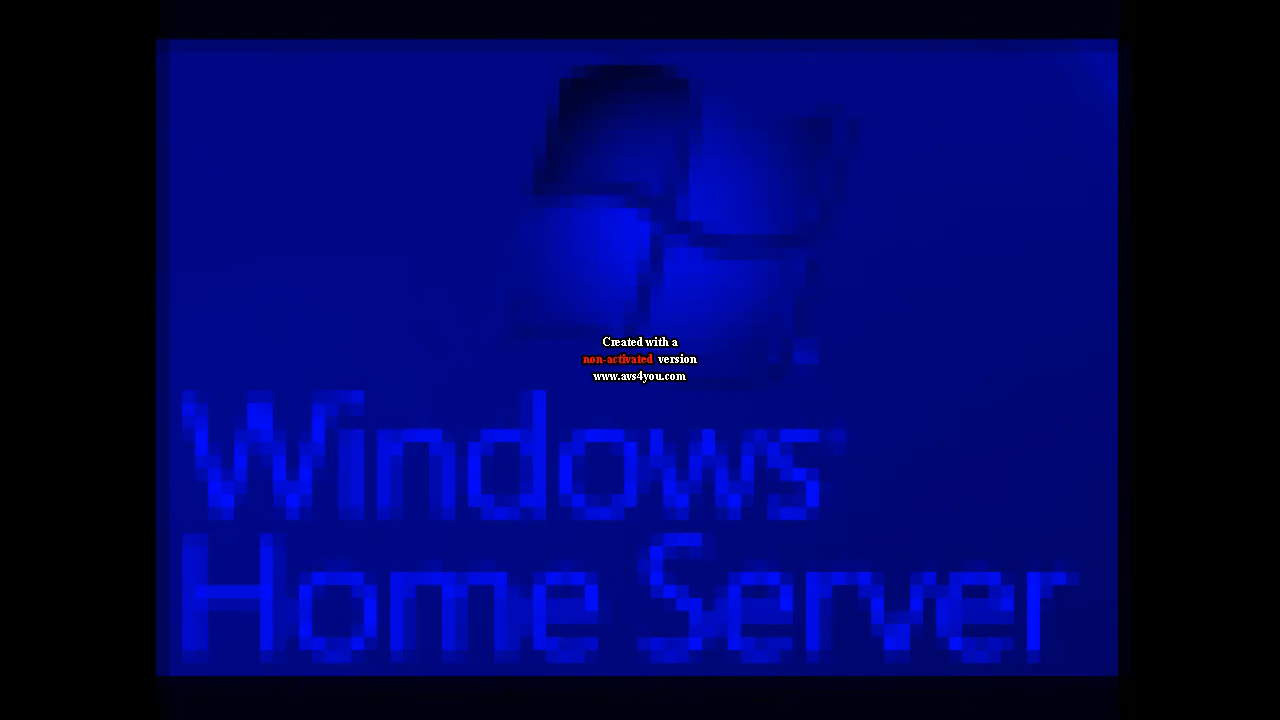 Created with a
non-activated version
www.avs4you.com
Windows
Home Server